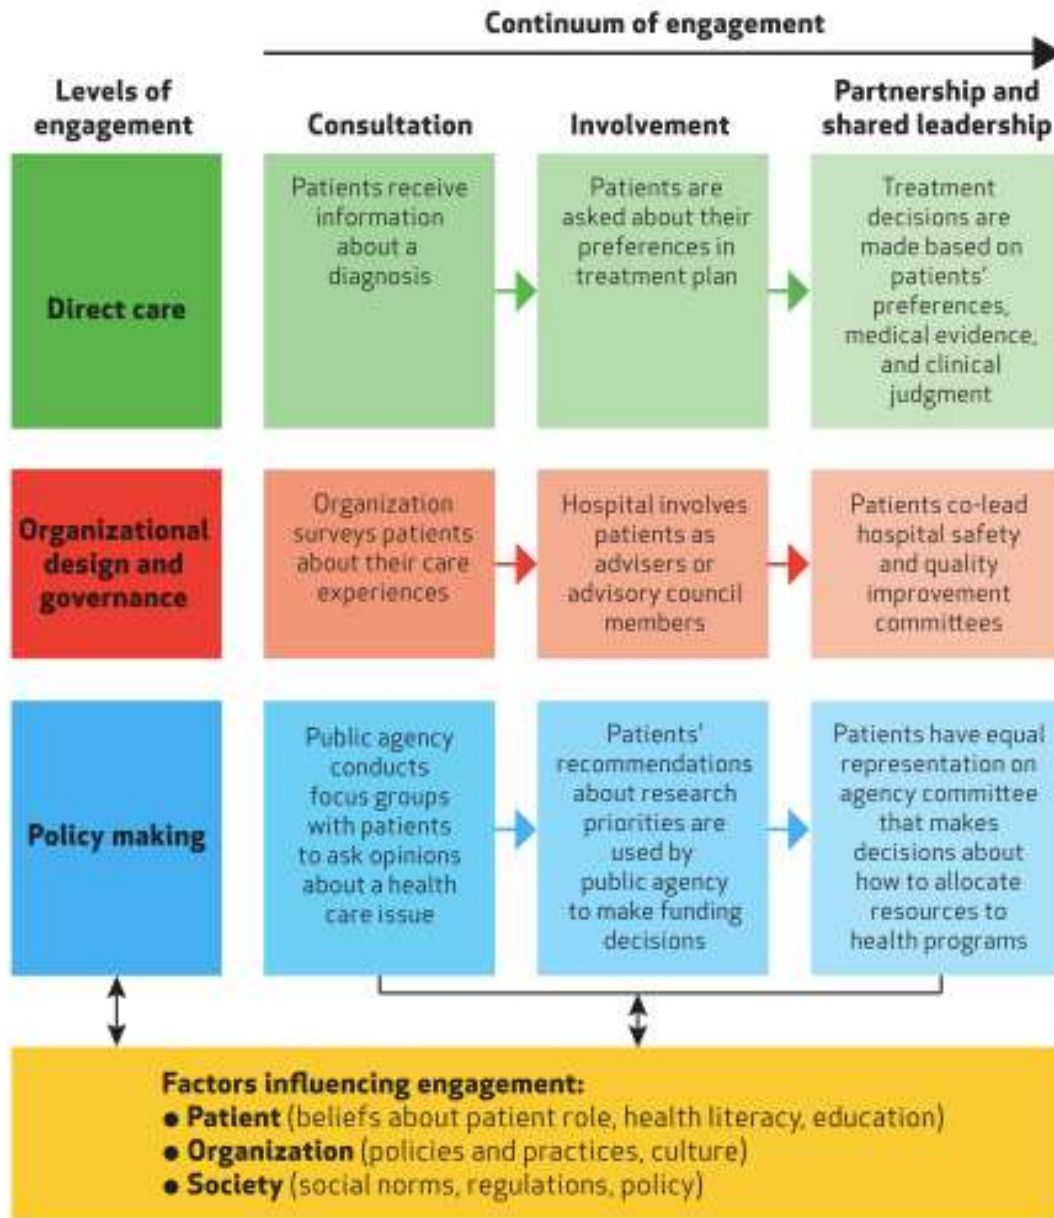 Continuum of engagement
Levels of
engagement
Consultation
Involvement
Partnership and
shared leadership
Direct care
Patients receive
information
about a
diagnosis
Patients are
asked about their
preferences in
treatment plan
Treatment
decisions are
made based on
patients’
preferences,
medical evidence,
and clinical
judgment
Organizational
design and
governance
Organization
surveys patients
about their care
experiences
Hospital involves
patients as
advisers or
advisory council
members
Patients co-lead
hospital safety
and quality
improvement
committees
Policy making
Public agency
conducts
focus groups
with patients
to ask opinions
about a health
care issue
Patients’
recommendations
about research
priorities are
used by
public agency
to make funding
decisions
Patients have equal
representation on
agency committee
that makes
decisions about
how to allocate
resources to
health programs
Factors influencing engagement:
● Patient (beliefs about patient role, health literacy, education)
● Organization (policies and practices, culture)
● Society (social norms, regulations, policy)